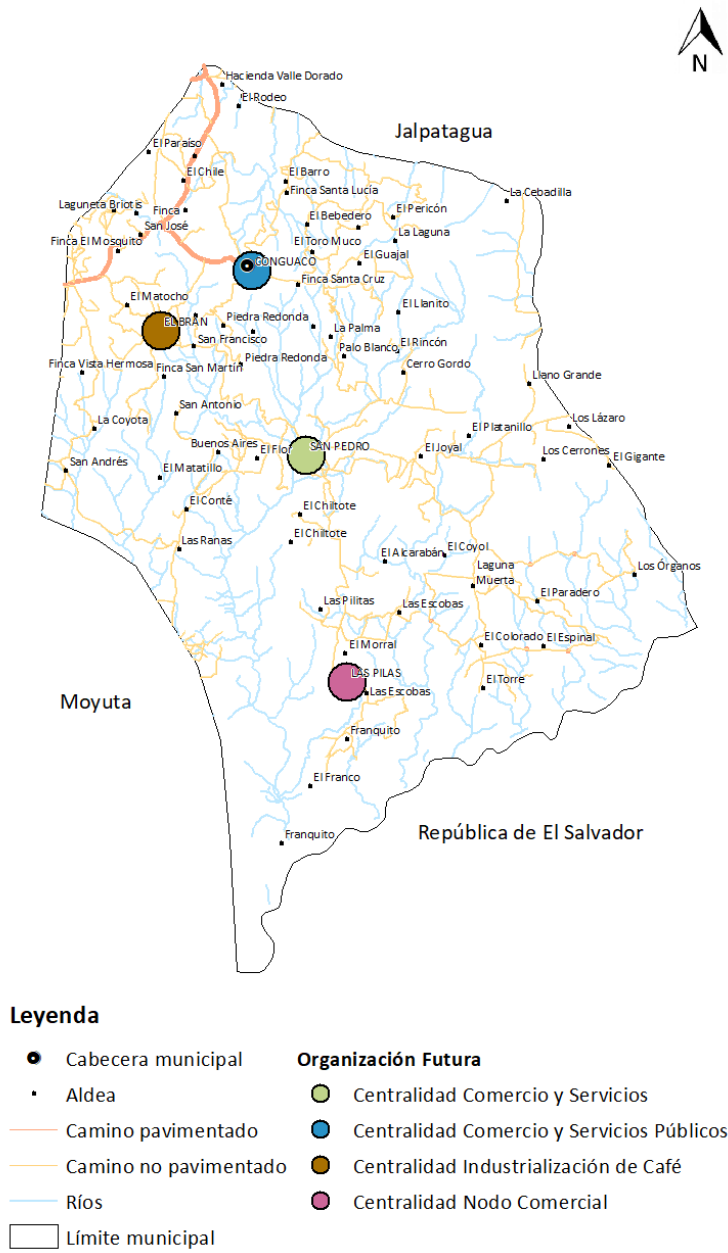 N
Hacienda Valle Dorado
El Rodeo
Jalpatagua
El Paraíso
El Chile
El Barro
Finca Santa Lucía
La Cebadilla
Laguneta Briotis
Finca
El Bebedero
El Pericón
San José
La Laguna
Finca El Mosquito
El Toro Muco
El Guajal
CONGUACO
Finca Santa Cruz
El Matocho
El Llanito
EL BRAN
Piedra Redonda
La Palma
San Francisco
Palo Blanco
El Rincón
Finca Vista Hermosa
Finca San Martín
Piedra Redonda
Cerro Gordo
Llano Grande
San Antonio
La Coyota
El Platanillo
Los Lázaro
Buenos Aires
El Flor
SAN PEDRO
El Joyal
Los Cerrones
El Gigante
San Andrés
El Matatillo
El Conté
El Chiltote
Las Ranas
El Chiltote
El Alcarabán
El Coyol
Laguna
Muerta
Los Órganos
Las Pilitas
Las Escobas
El Paradero
El Morral
El Colorado
El Espinal
LAS PILAS
Las Escobas
El Torre
Moyuta
Franquito
El Franco
República de El Salvador
Franquito
Leyenda
Cabecera municipal
Organización Futura
Aldea
Centralidad Comercio y Servicios
Camino pavimentado
Centralidad Comercio y Servicios Públicos
Camino no pavimentado
Centralidad Industrialización de Café
Ríos
Centralidad Nodo Comercial
Límite municipal